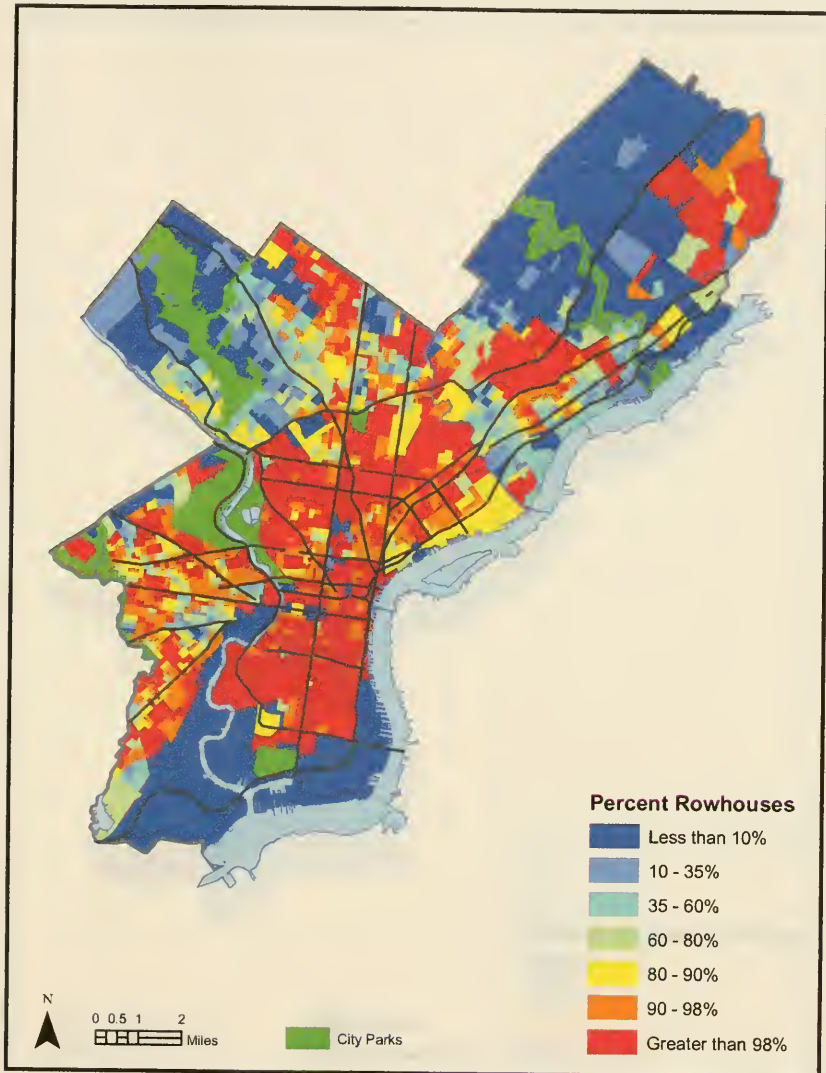 Percent Rowhouses
Less than 10%
10 - 35%
35 - 60%
60 - 80%
80 - 90%
90 - 98%
Greater than 98%
N
0 0.5 1 2
Miles
City Parks